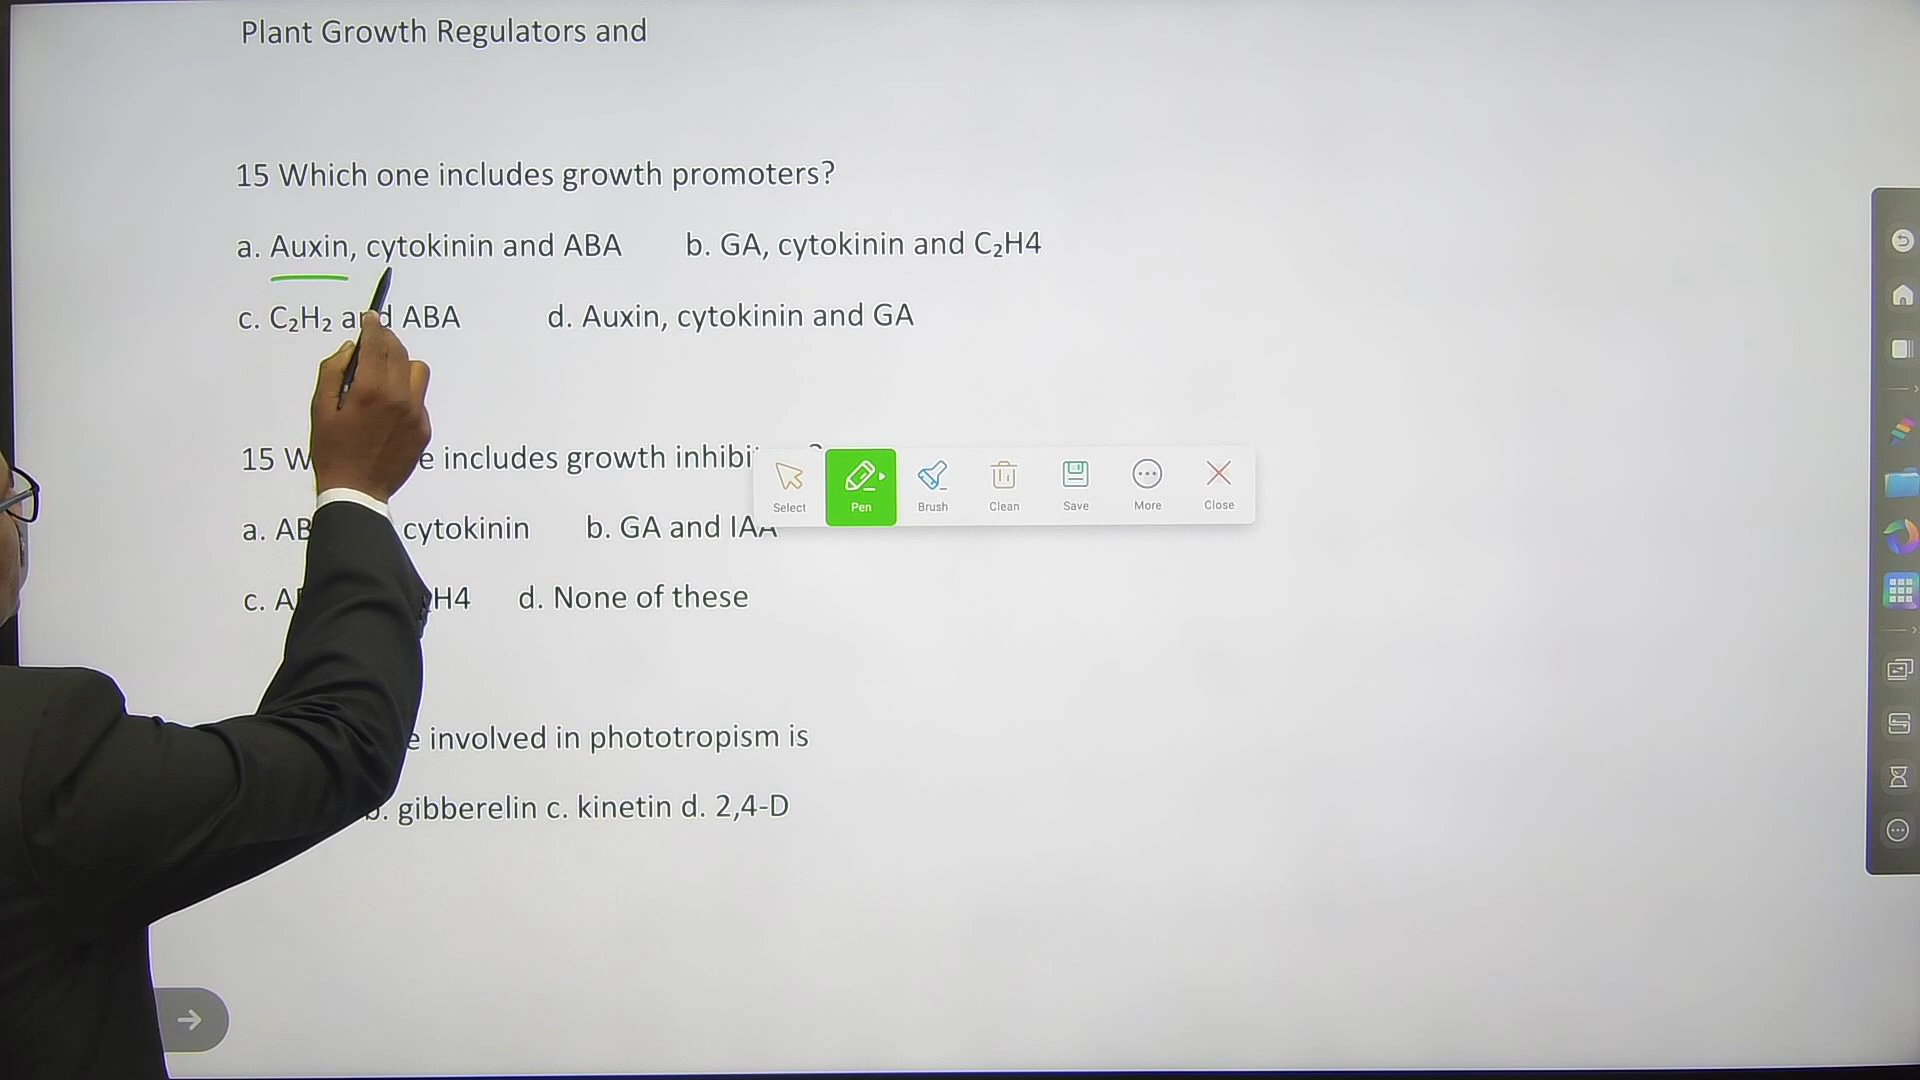 Plant Growth Regulators and
15 Which one includes growth promoters?
a. Auxin, cytokinin and ABA b. GA, cytokinin and C₂H4
c. C₂H₂ and ABA d. Auxin, cytokinin and GA
15 includes growth
a. cytokinin b. GA and IAA
c. H4 d. None of these
Select Pen Brush Clean Save More Close
involved in phototropism is
b. gibberelin c. kinetin d. 2,4-D